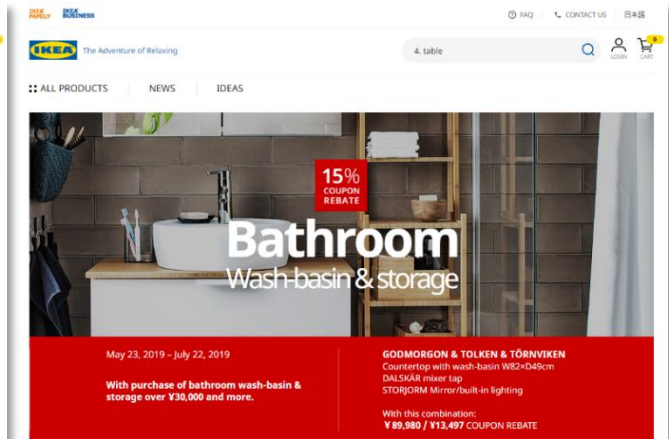 IKEA FAMILY
IKEA BUSINESS
FAQ
CONTACT US
日本語
IKEA
The Adventure of Relaxing
4. table
LOGIN
0
CART
ALL PRODUCTS
NEWS
IDEAS
15%
COUPON
REBATE
Bathroom
Wash-basin & storage
May 23, 2019 – July 22, 2019
With purchase of bathroom wash-basin &
storage over ¥30,000 and more.
GODMORGON & TOLKEN & TÖRNVIKEN
Countertop with wash-basin W82×D49cm
DALSKÄR mixer tap
STORJORM Mirror/built-in lighting
With this combination:
¥ 89,980 / ¥13,497 COUPON REBATE